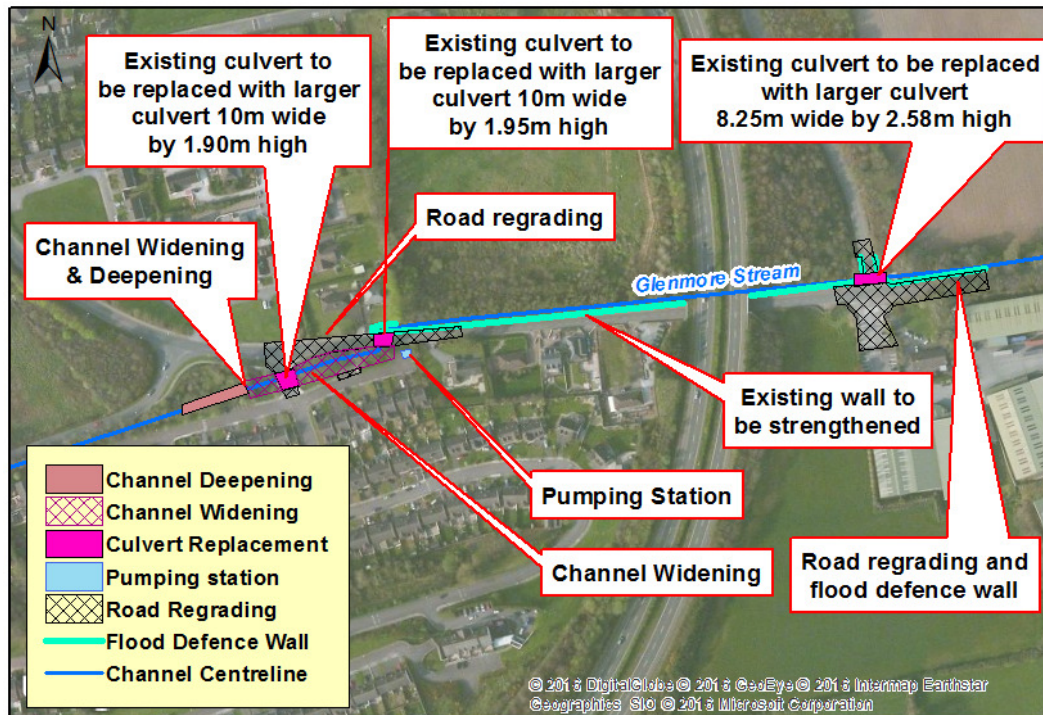 N
Existing culvert to
be replaced with larger
culvert 10m wide
by 1.90m high
Existing culvert to
be replaced with larger
culvert 10m wide
by 1.95m high
Existing culvert to be replaced
with larger culvert
8.25m wide by 2.58m high
Channel Widening
& Deepening
Road regrading
Glenmore Stream
Existing wall to
be strengthened
Pumping Station
Channel Widening
Road regrading and
flood defence wall
Channel Deepening
Channel Widening
Culvert Replacement
Pumping station
Road Regrading
Flood Defence Wall
Channel Centreline
© 2016 DigitalGlobe © 2016 GeoEye © 2016 Intermap Earthstar
Geographics SIO © 2016 Microsoft Corporation